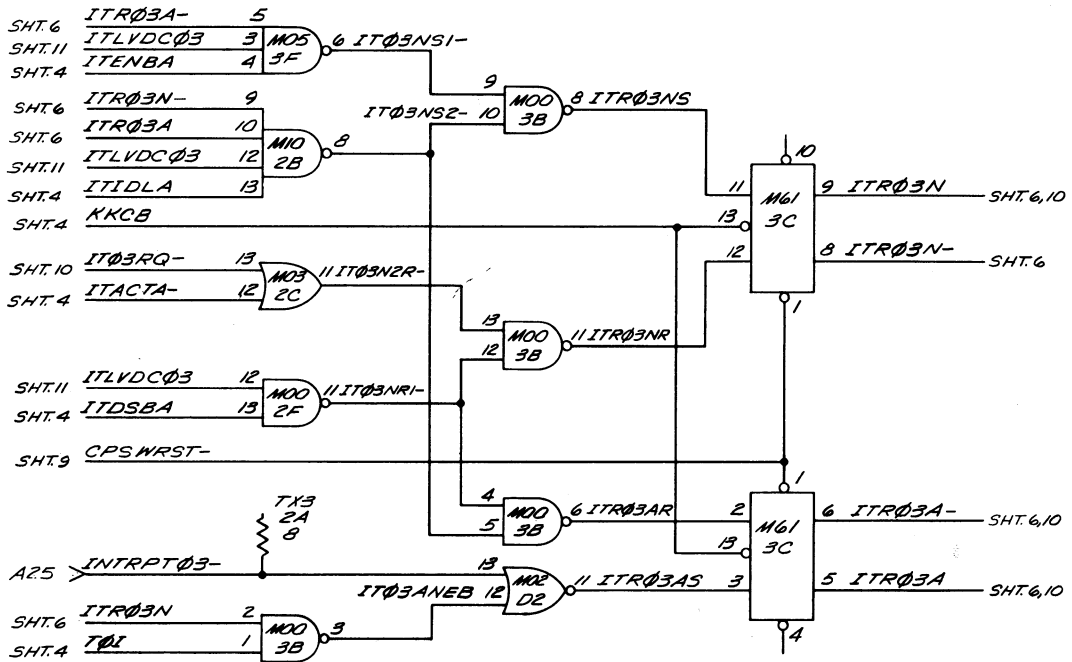 SHT.6 ITRØ3A- 5
SHT.11 ITLVDCØ3 3
SHT.4 ITENBA 4
M05
3F
6 ITØ3NS1-
SHT.6 ITRØ3N- 9
SHT.6 ITRØ3A 10
SHT.11 ITLVDCØ3 12
SHT.4 ITIDLA 13
M10
2B
8
ITØ3NS2-
9
10
M00
3B
8 ITRØ3NS
SHT.4 KKCB
SHT.10 ITØ3RQ- 13
SHT.4 ITACTA- 12
M03
2C
11 ITØ3N2R-
13
12
M00
3B
11 ITRØ3NR
10
11
13
12
M61
3C
9 ITRØ3N SHT.6,10
8 ITRØ3N- SHT.6
1
SHT.11 ITLVDCØ3 12
SHT.4 ITDSBA 13
M00
2F
11 ITØ3NR1-
SHT.9 CPSWRST-
4
5
M00
3B
6 ITRØ3AR
TX3
2A
8
A25 INTRPTØ3- 13
ITØ3ANEB 12
M02
D2
11 ITRØ3AS
SHT.6 ITRØ3N 2
SHT.4 TØI 1
M00
3B
3
1
2
13
3
M61
3C
6 ITRØ3A- SHT.6,10
5 ITRØ3A SHT.6,10
4